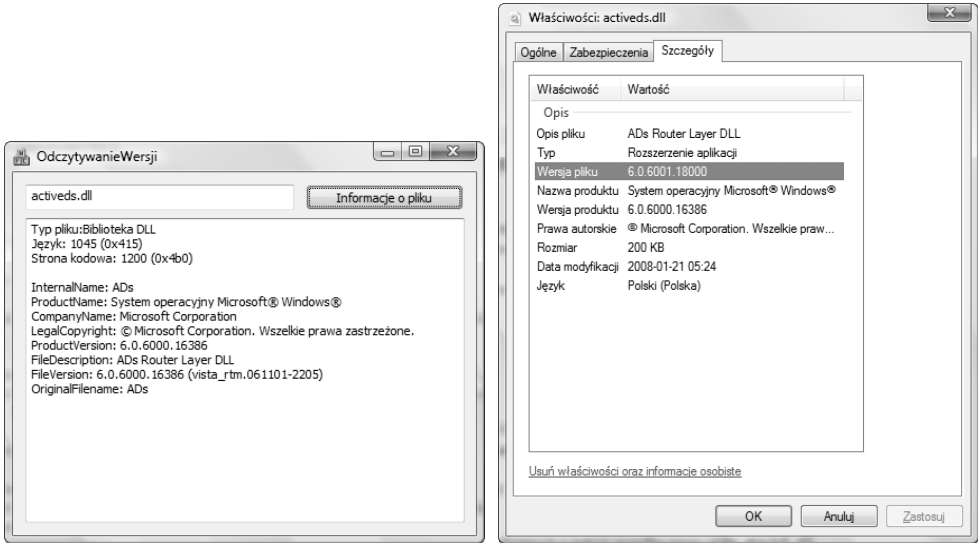 OdczytywanieWersji
activeds.dll
Informacje o pliku
Typ pliku:Biblioteka DLL
Język: 1045 (0x415)
Strona kodowa: 1200 (0x4b0)
InternalName: ADs
ProductName: System operacyjny Microsoft® Windows®
CompanyName: Microsoft Corporation
LegalCopyright: © Microsoft Corporation. Wszelkie prawa zastrzeżone.
ProductVersion: 6.0.6000.16386
FileDescription: ADs Router Layer DLL
FileVersion: 6.0.6000.16386 (vista_rtm.061101-2205)
OriginalFilename: ADs
Właściwości: activeds.dll
Ogólne Zabezpieczenia Szczegóły
Właściwość Wartość
Opis
Opis pliku ADs Router Layer DLL
Typ Rozszerzenie aplikacji
Wersja pliku 6.0.6001.18000
Nazwa produktu System operacyjny Microsoft® Windows®
Wersja produktu 6.0.6000.16386
Prawa autorskie © Microsoft Corporation. Wszelkie praw...
Rozmiar 200 KB
Data modyfikacji 2008-01-21 05:24
Język Polski (Polska)
Usuń właściwości oraz informacje osobiste
OK Anuluj Zastosuj